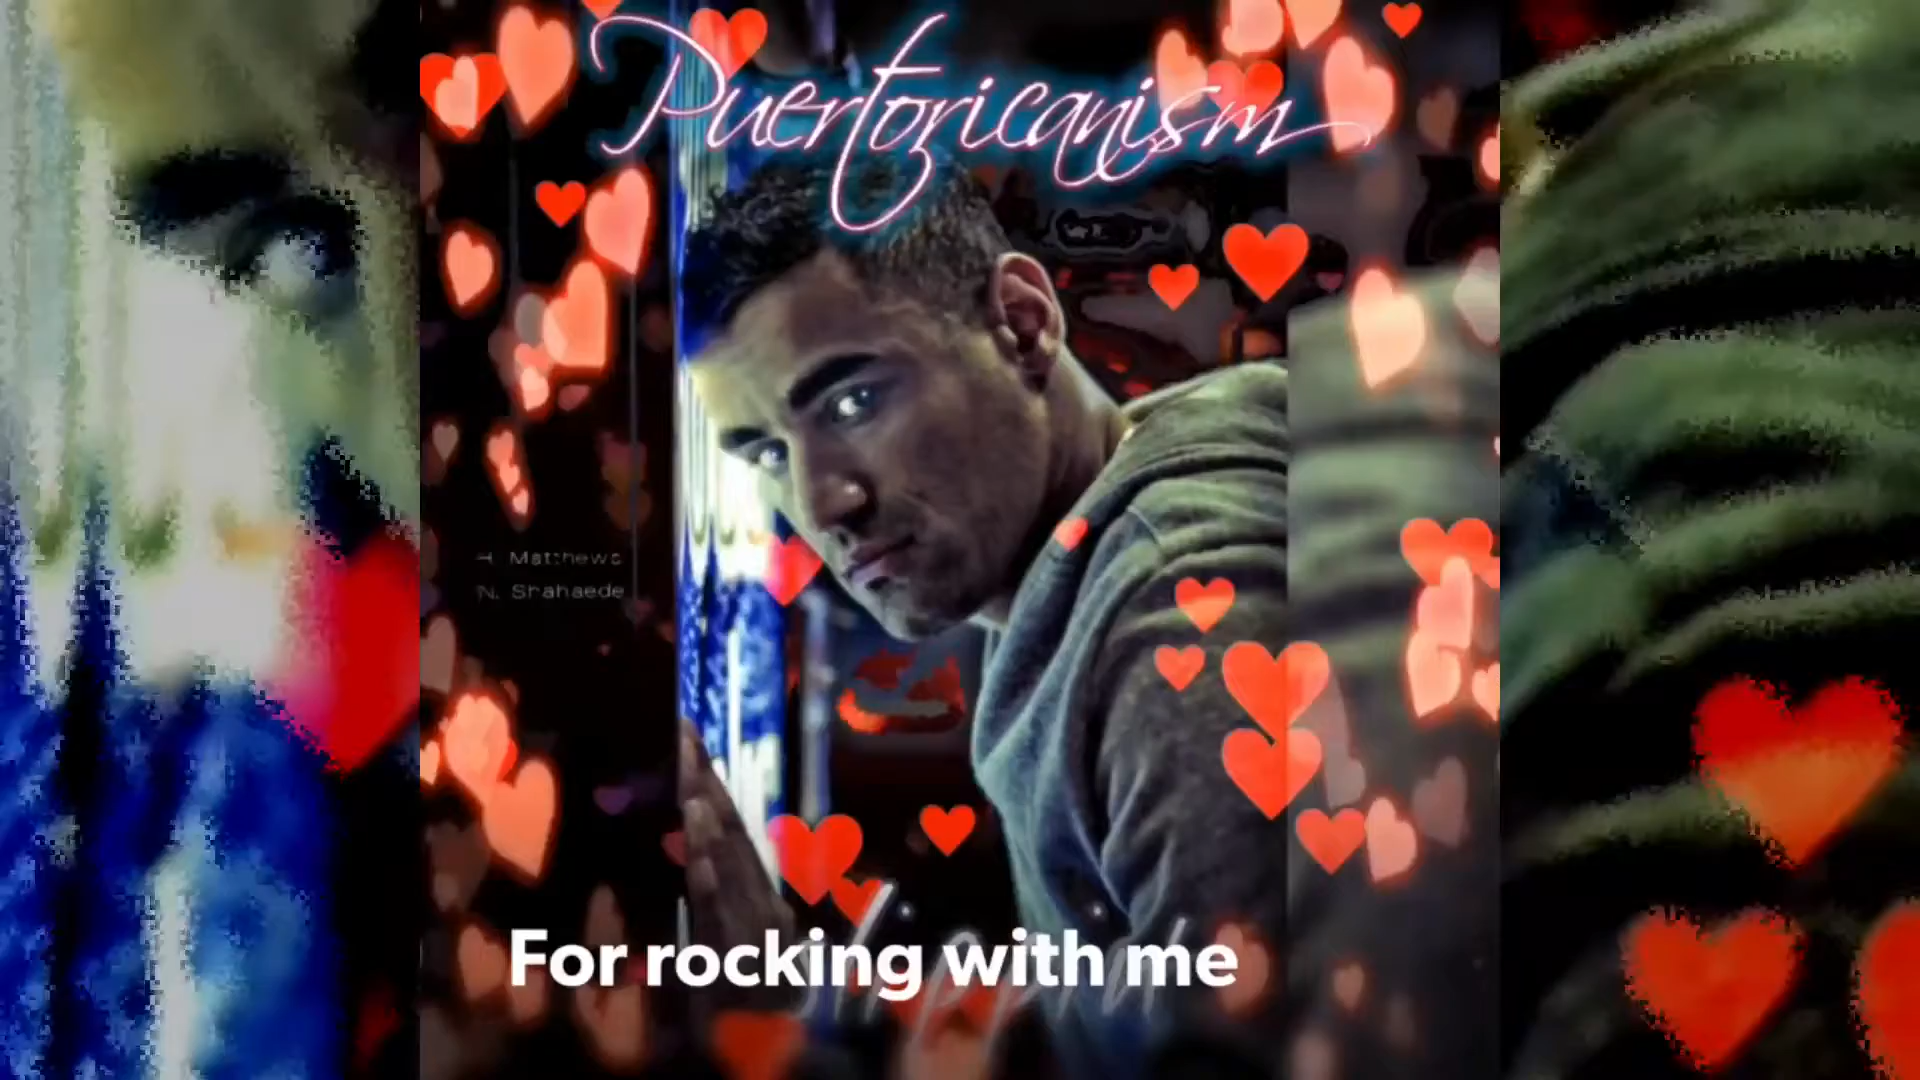 Puertoricanism
H. Matthews
N. Shahaede
For rocking with me